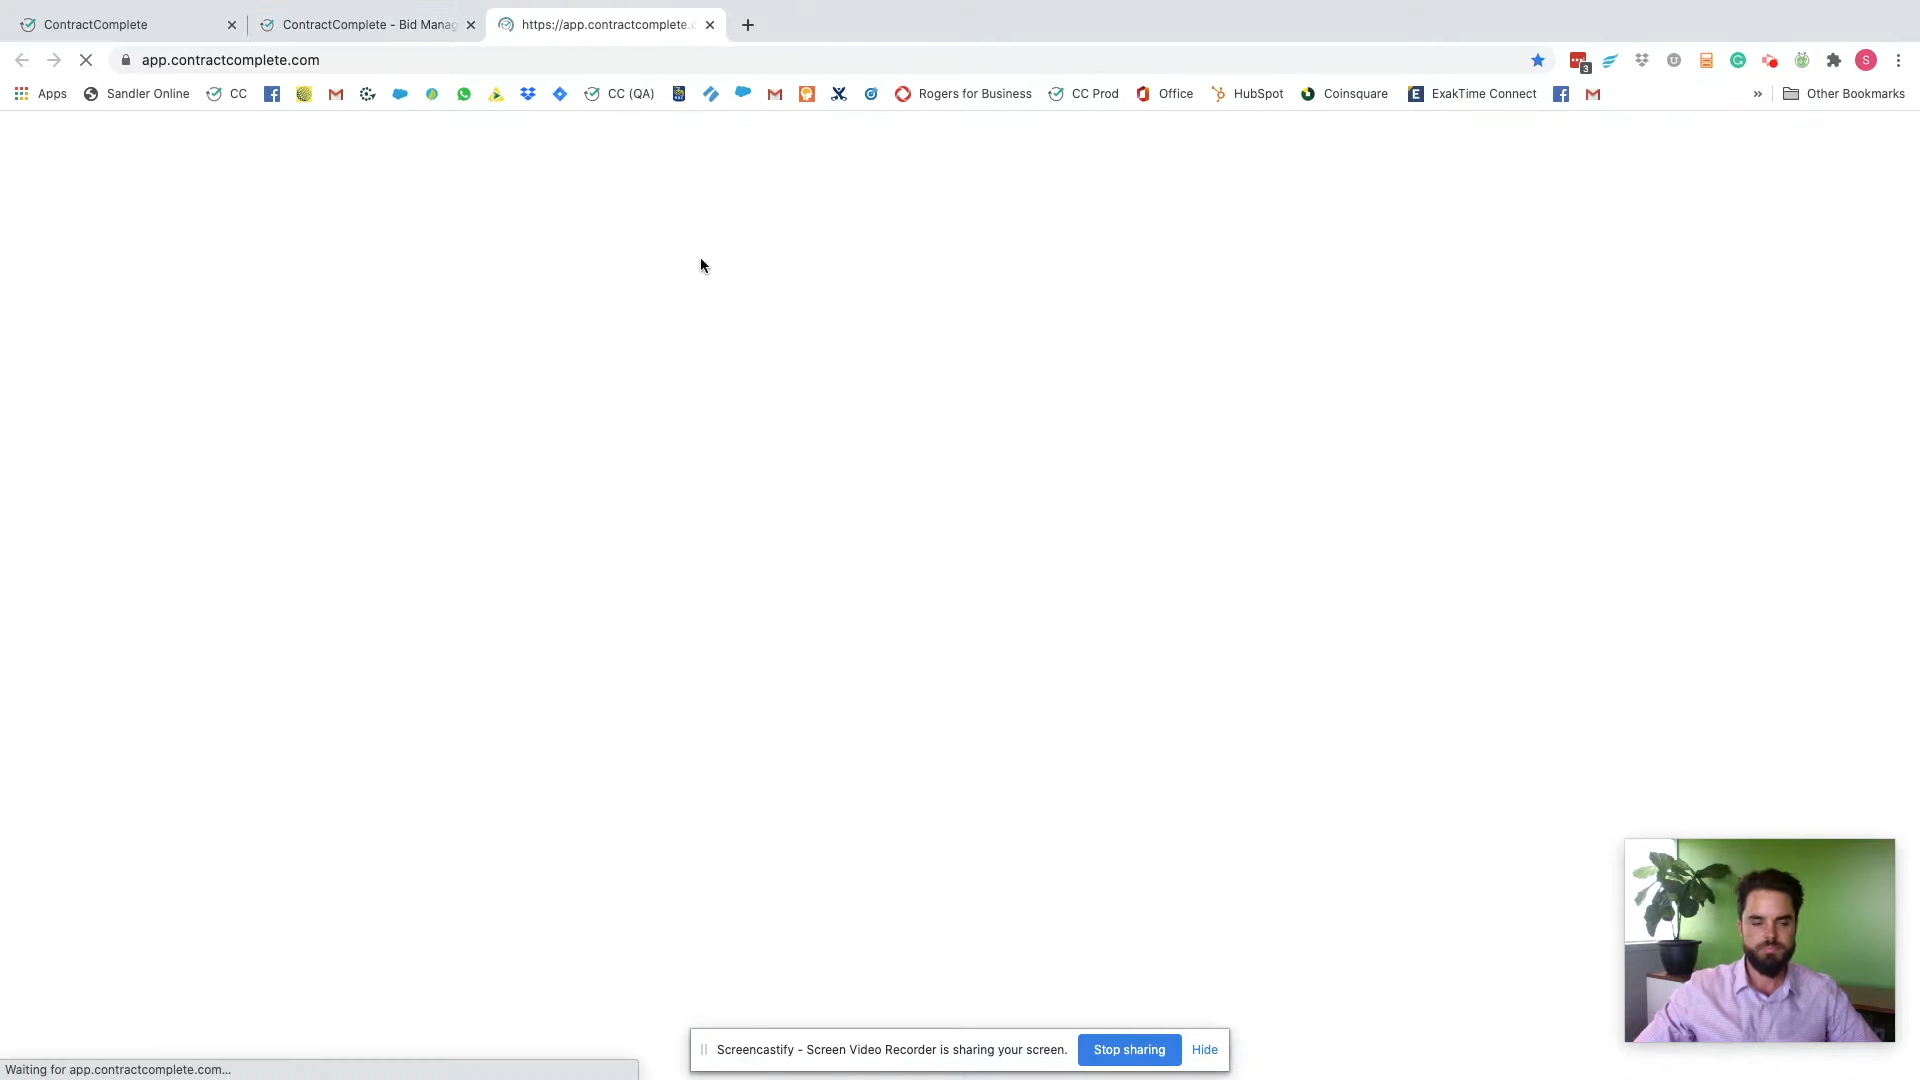 ContractComplete
ContractComplete - Bid Manag
https://app.contractcomplete.c
app.contractcomplete.com
3
S
Apps
Sandler Online
CC
CC (QA)
Rogers for Business
CC Prod
Office
HubSpot
Coinsquare
E
ExakTime Connect
»
Other Bookmarks
Screencastify - Screen Video Recorder is sharing your screen.
Stop sharing
Hide
Waiting for app.contractcomplete.com...